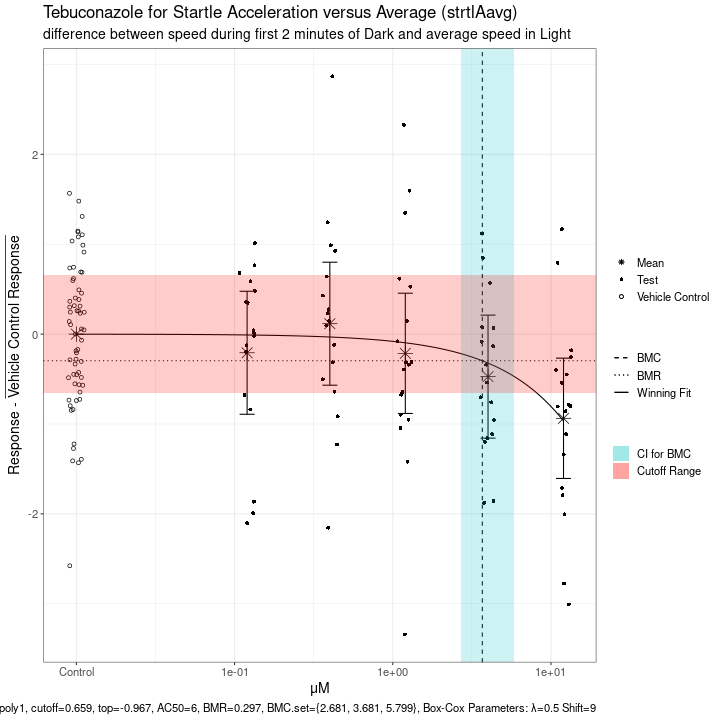 Tebuconazole for Startle Acceleration versus Average (strtlAavg)
difference between speed during first 2 minutes of Dark and average speed in Light
Response - Vehicle Control Response
2
0
-2
Control
1e-01
1e+00
1e+01
μM
Mean
Test
Vehicle Control
BMC
BMR
Winning Fit
CI for BMC
Cutoff Range
poly1, cutoff=0.659, top=-0.967, AC50=6, BMR=0.297, BMC.set={2.681, 3.681, 5.799}, Box-Cox Parameters: λ=0.5 Shift=9